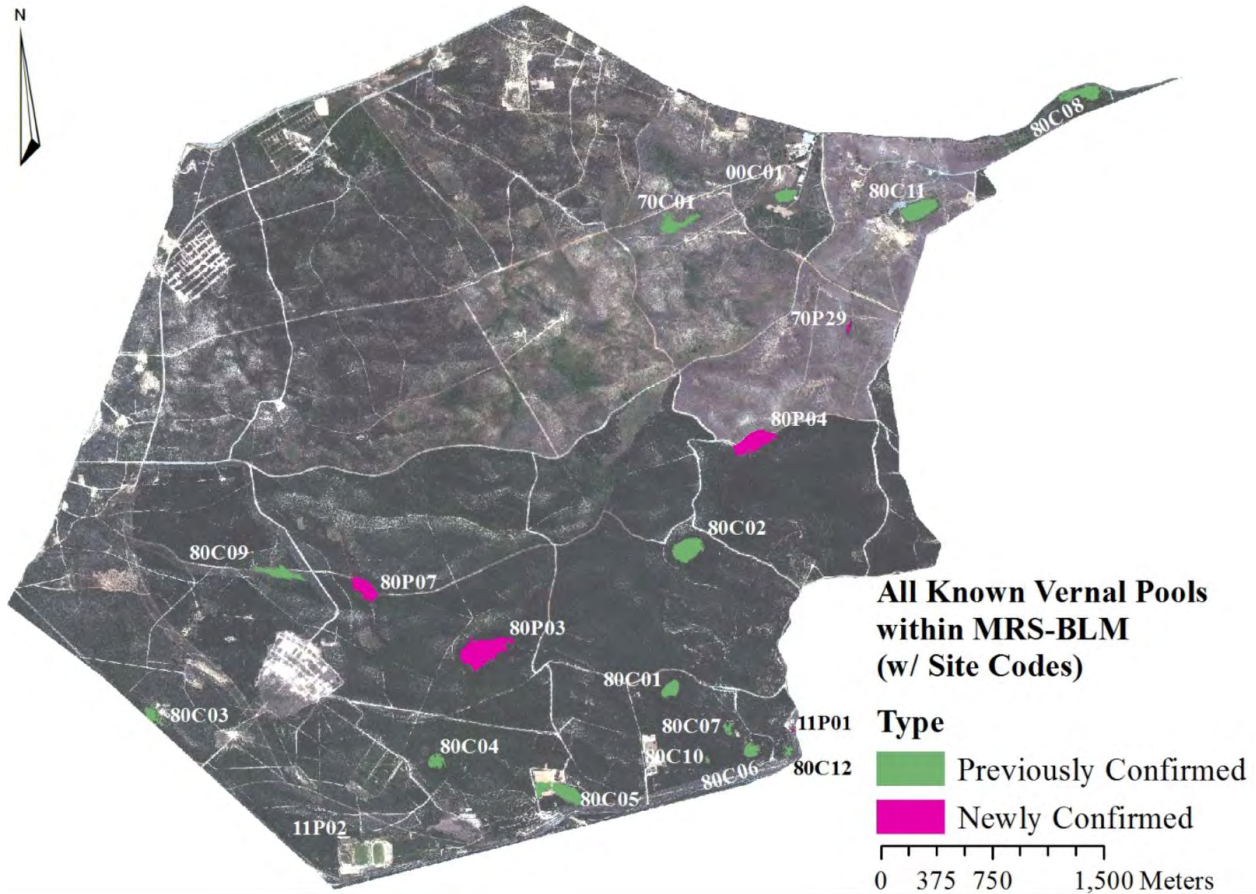 N
80C08
00C01
80C11
70C01
70P29
80P04
80C02
80C09
80P07
80P03
80C01
80C03
80C07
11P01
80C04
80C10
80C06
80C12
80C05
11P02
All Known Vernal Pools
within MRS-BLM
(w/ Site Codes)
Type
Previously Confirmed
Newly Confirmed
0 375 750 1,500 Meters